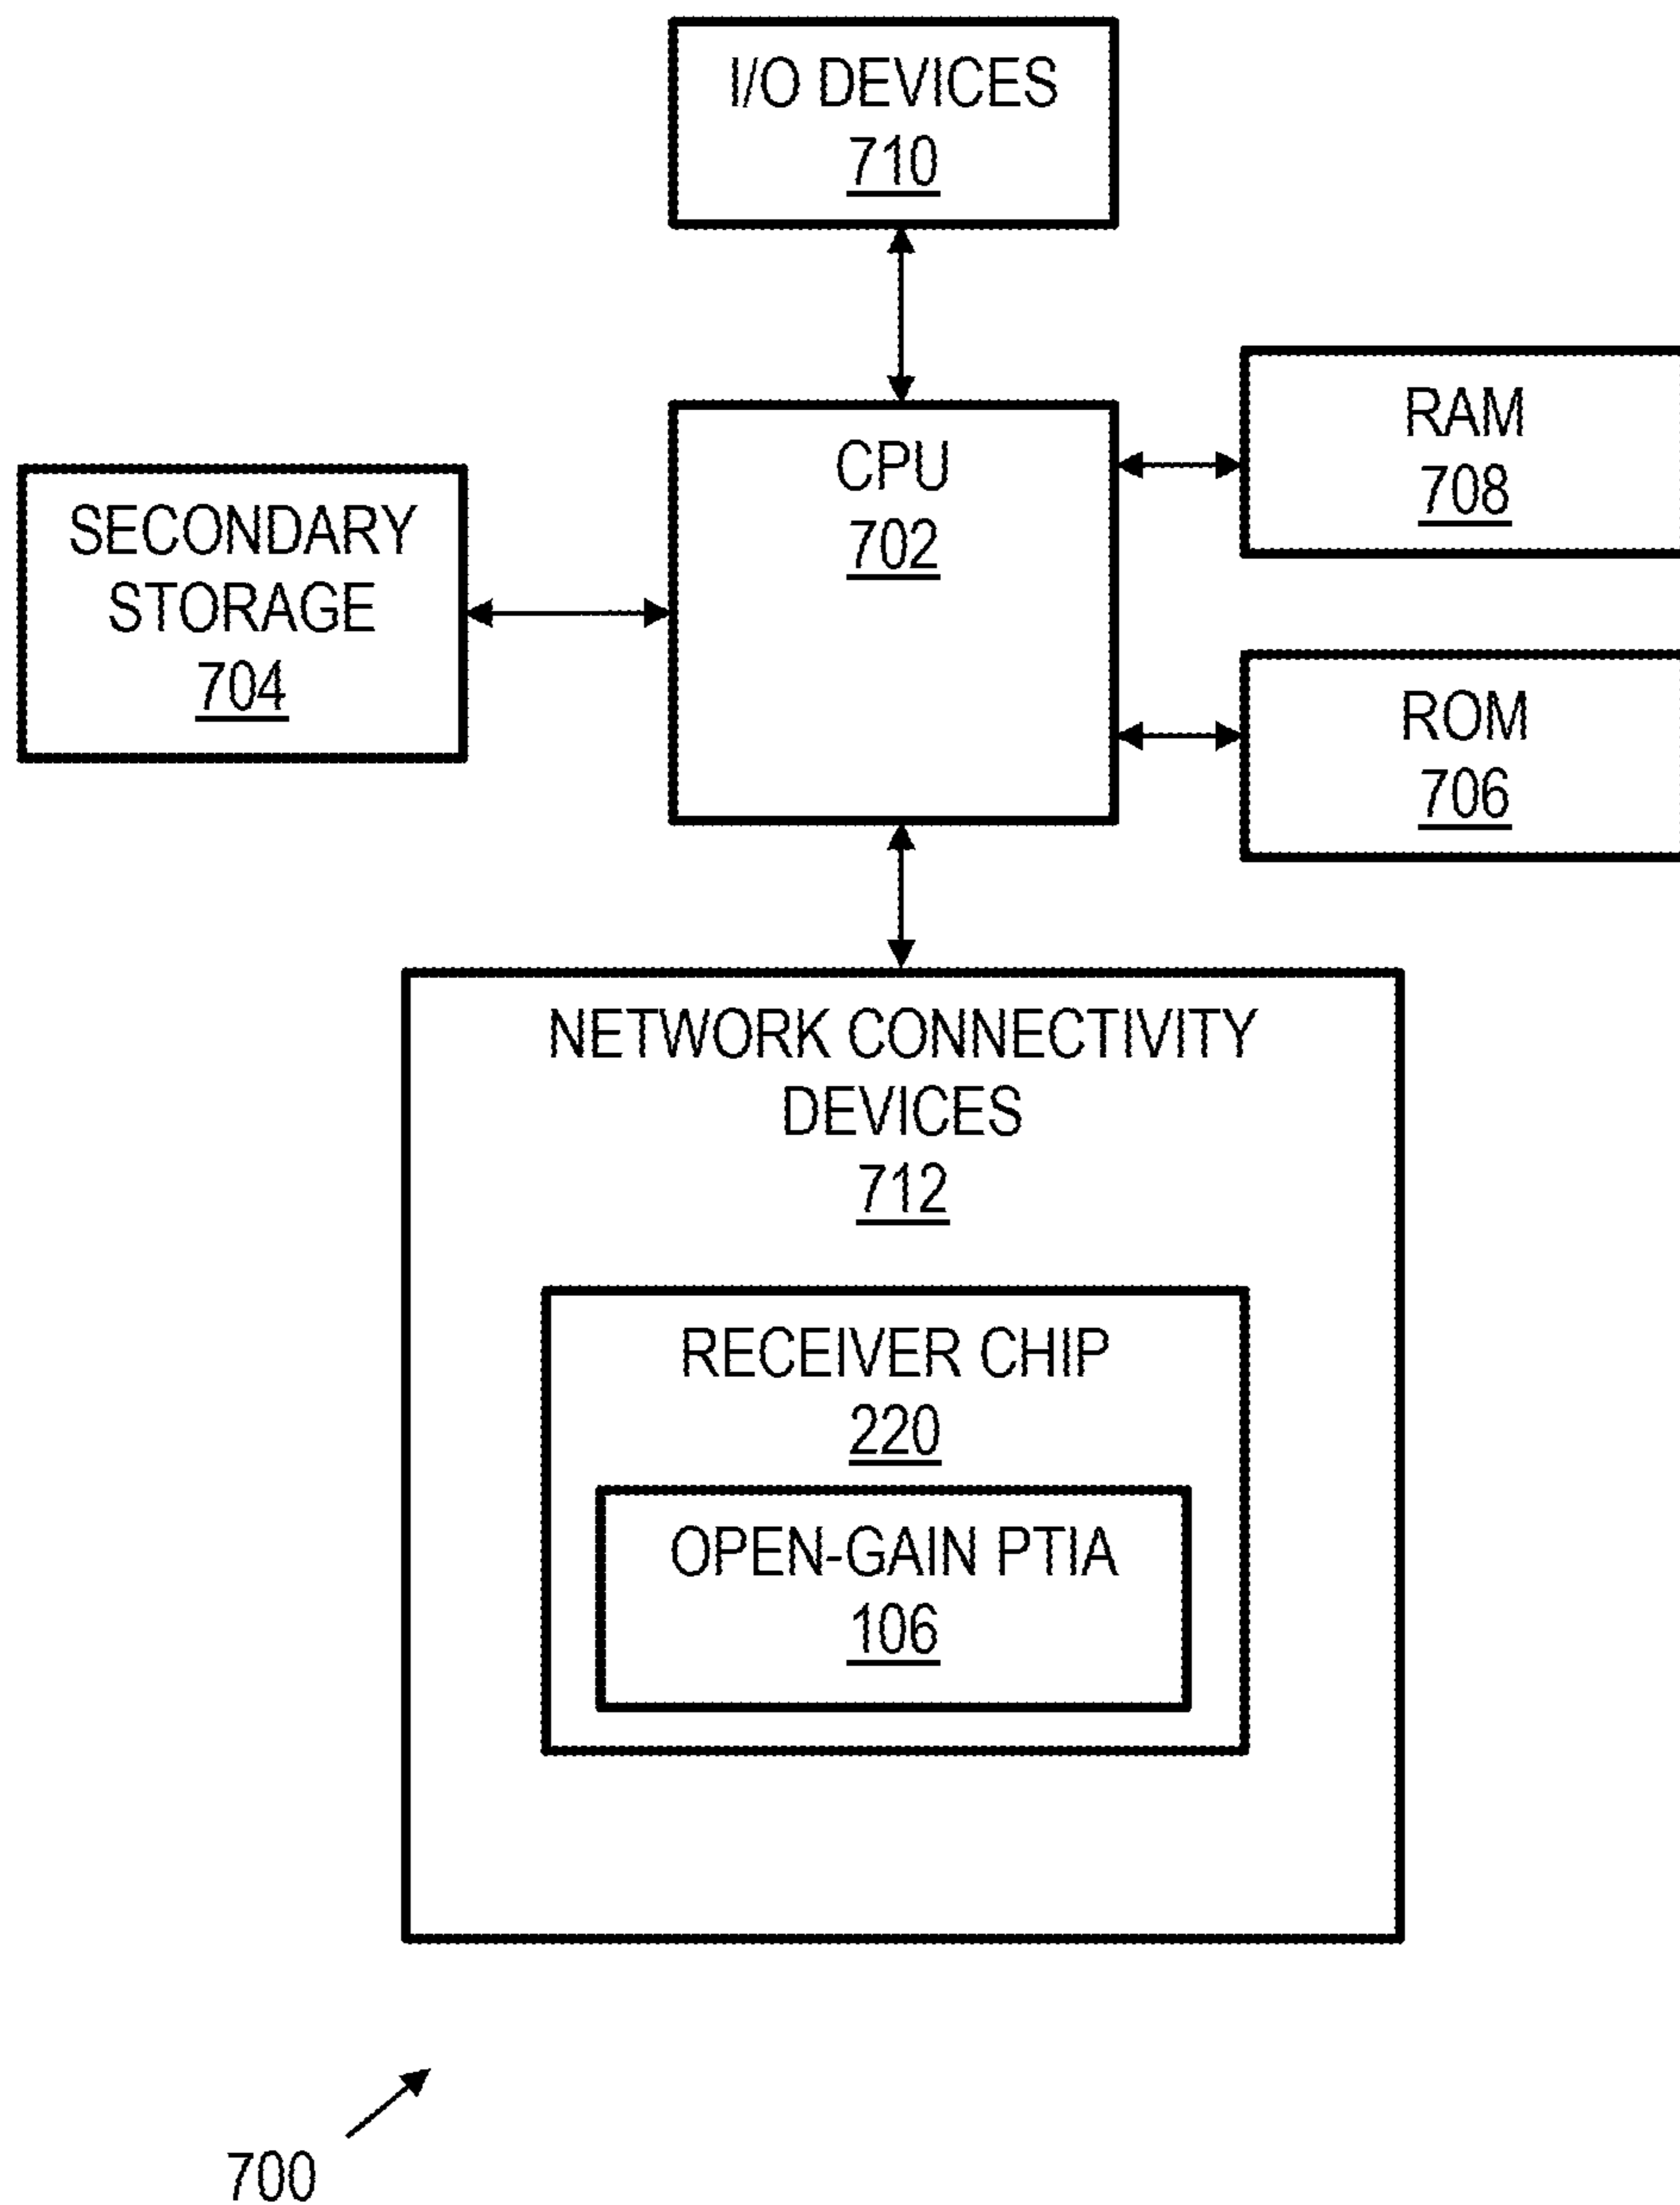 I/O DEVICES
710
CPU
702
RAM
708
SECONDARY
STORAGE
704
ROM
706
NETWORK CONNECTIVITY
DEVICES
712
RECEIVER CHIP
220
OPEN-GAIN PTIA
106
700